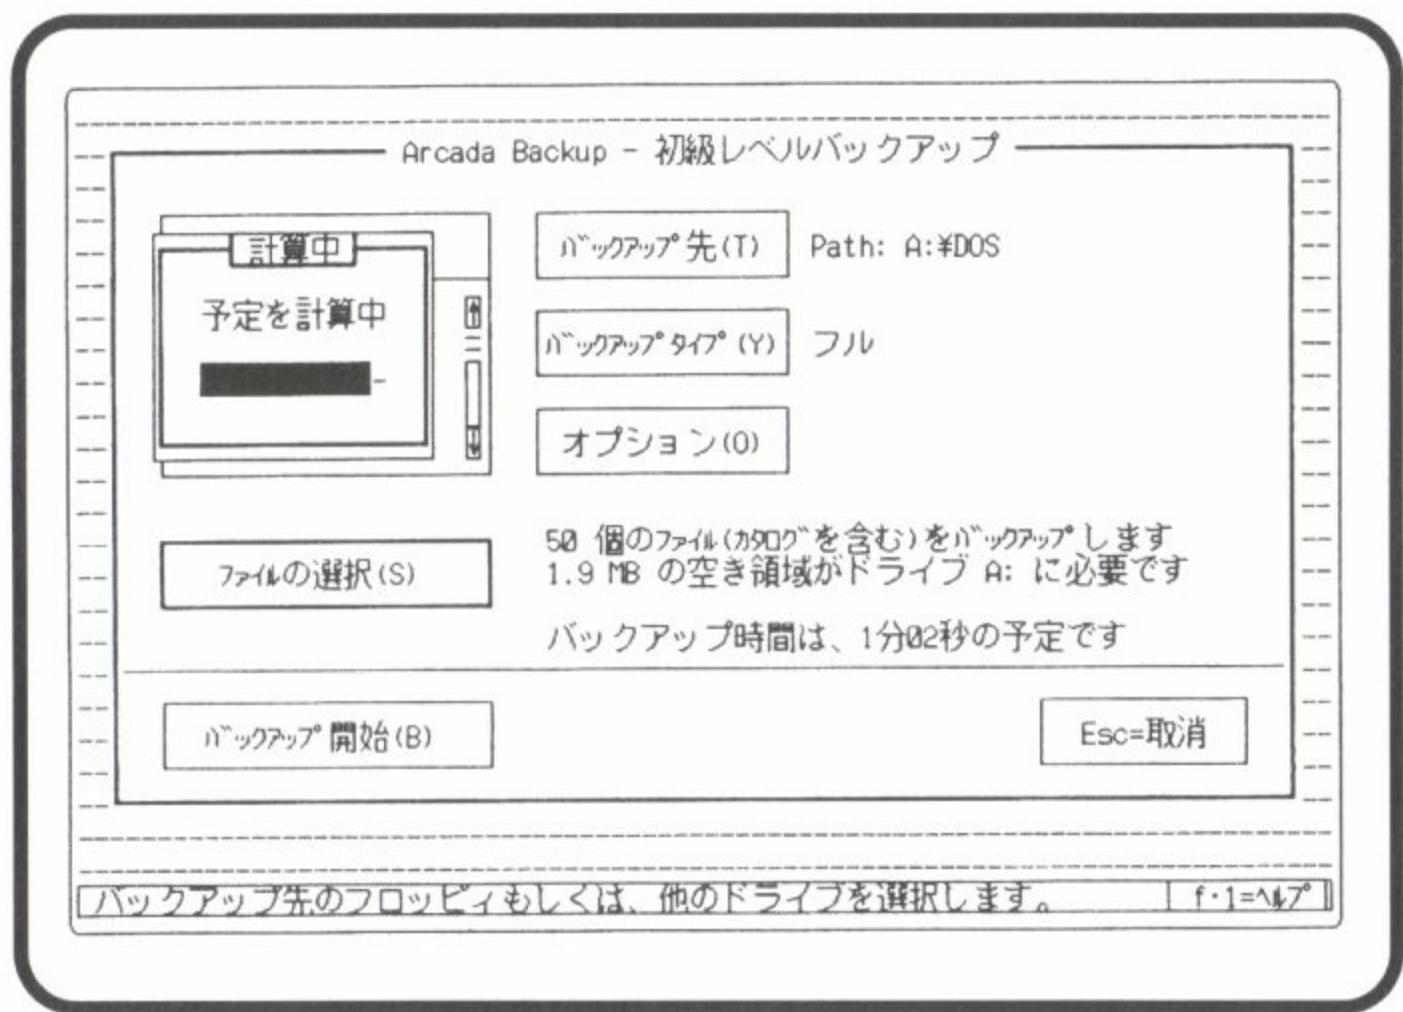 Arcada Backup - 初級レベルバックアップ
計算中
予定を計算中
バックアップ先(T) Path: A:¥DOS
バックアップタイプ(Y) フル
オプション(O)
ファイルの選択(S)
50 個のファイル(カタログを含む)をバックアップします
1.9 MB の空き領域がドライブ A: に必要です
バックアップ時間は、1分02秒の予定です
バックアップ開始(B)
Esc=取消
バックアップ先のフロッピィもしくは、他のドライブを選択します。
f・1=ヘルプ